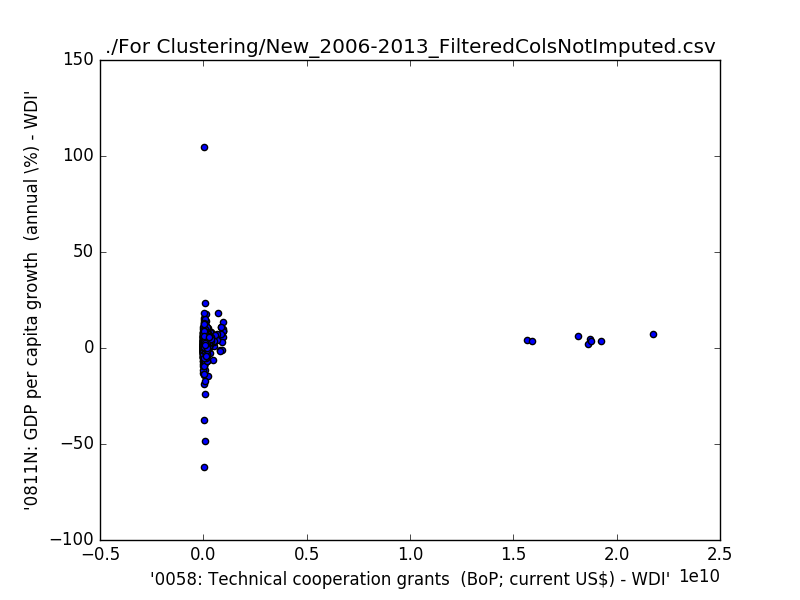 ./For Clustering/New_2006-2013_FilteredColsNotImputed.csv
150
100
50
0
−50
−100
'0811N: GDP per capita growth  (annual \%) - WDI'
−0.5 0.0 0.5 1.0 1.5 2.0 2.5
1e10
'0058: Technical cooperation grants  (BoP; current US$) - WDI'